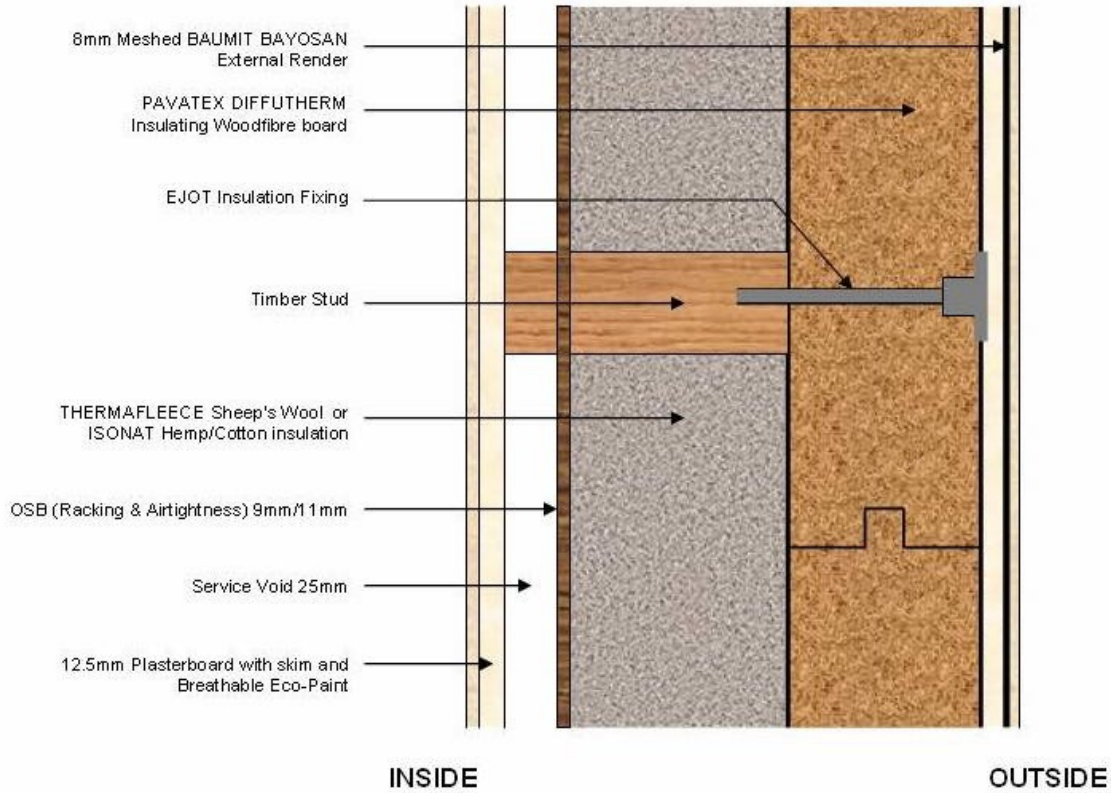 8mm Meshed BAUMIT BAYOSAN
External Render
PAVATEX DIFFUTHERM
Insulating Woodfibre board
EJOT Insulation Fixing
Timber Stud
THERMAFLEECE Sheep's Wool or
ISONAT Hemp/Cotton insulation
OSB (Racking & Airtightness) 9mm/11mm
Service Void 25mm
12.5mm Plasterboard with skim and
Breathable Eco-Paint
INSIDE
OUTSIDE